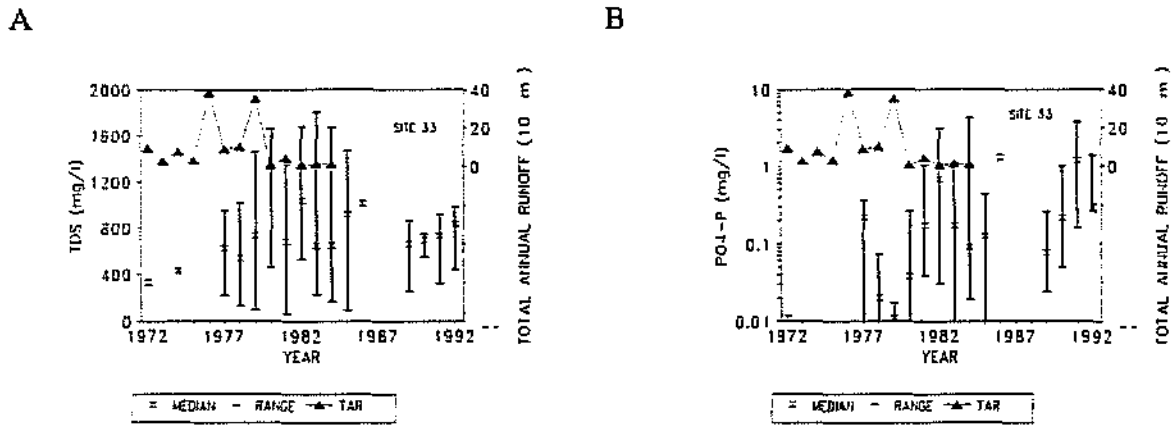 A
2000
1600
1200
800
400
0
TDS (mg/l)
SITE 33
40
20
0
--
TOTAL ANNUAL RUNOFF (10 m )
1972 1977 1982 1987 1992
YEAR
MEDIAN RANGE TAR
B
10
1
0.1
0.01
PO4-P (mg/l)
SITE 33
40
20
0
--
TOTAL ANNUAL RUNOFF (10 m )
1972 1977 1982 1987 1992
YEAR
MEDIAN RANGE TAR